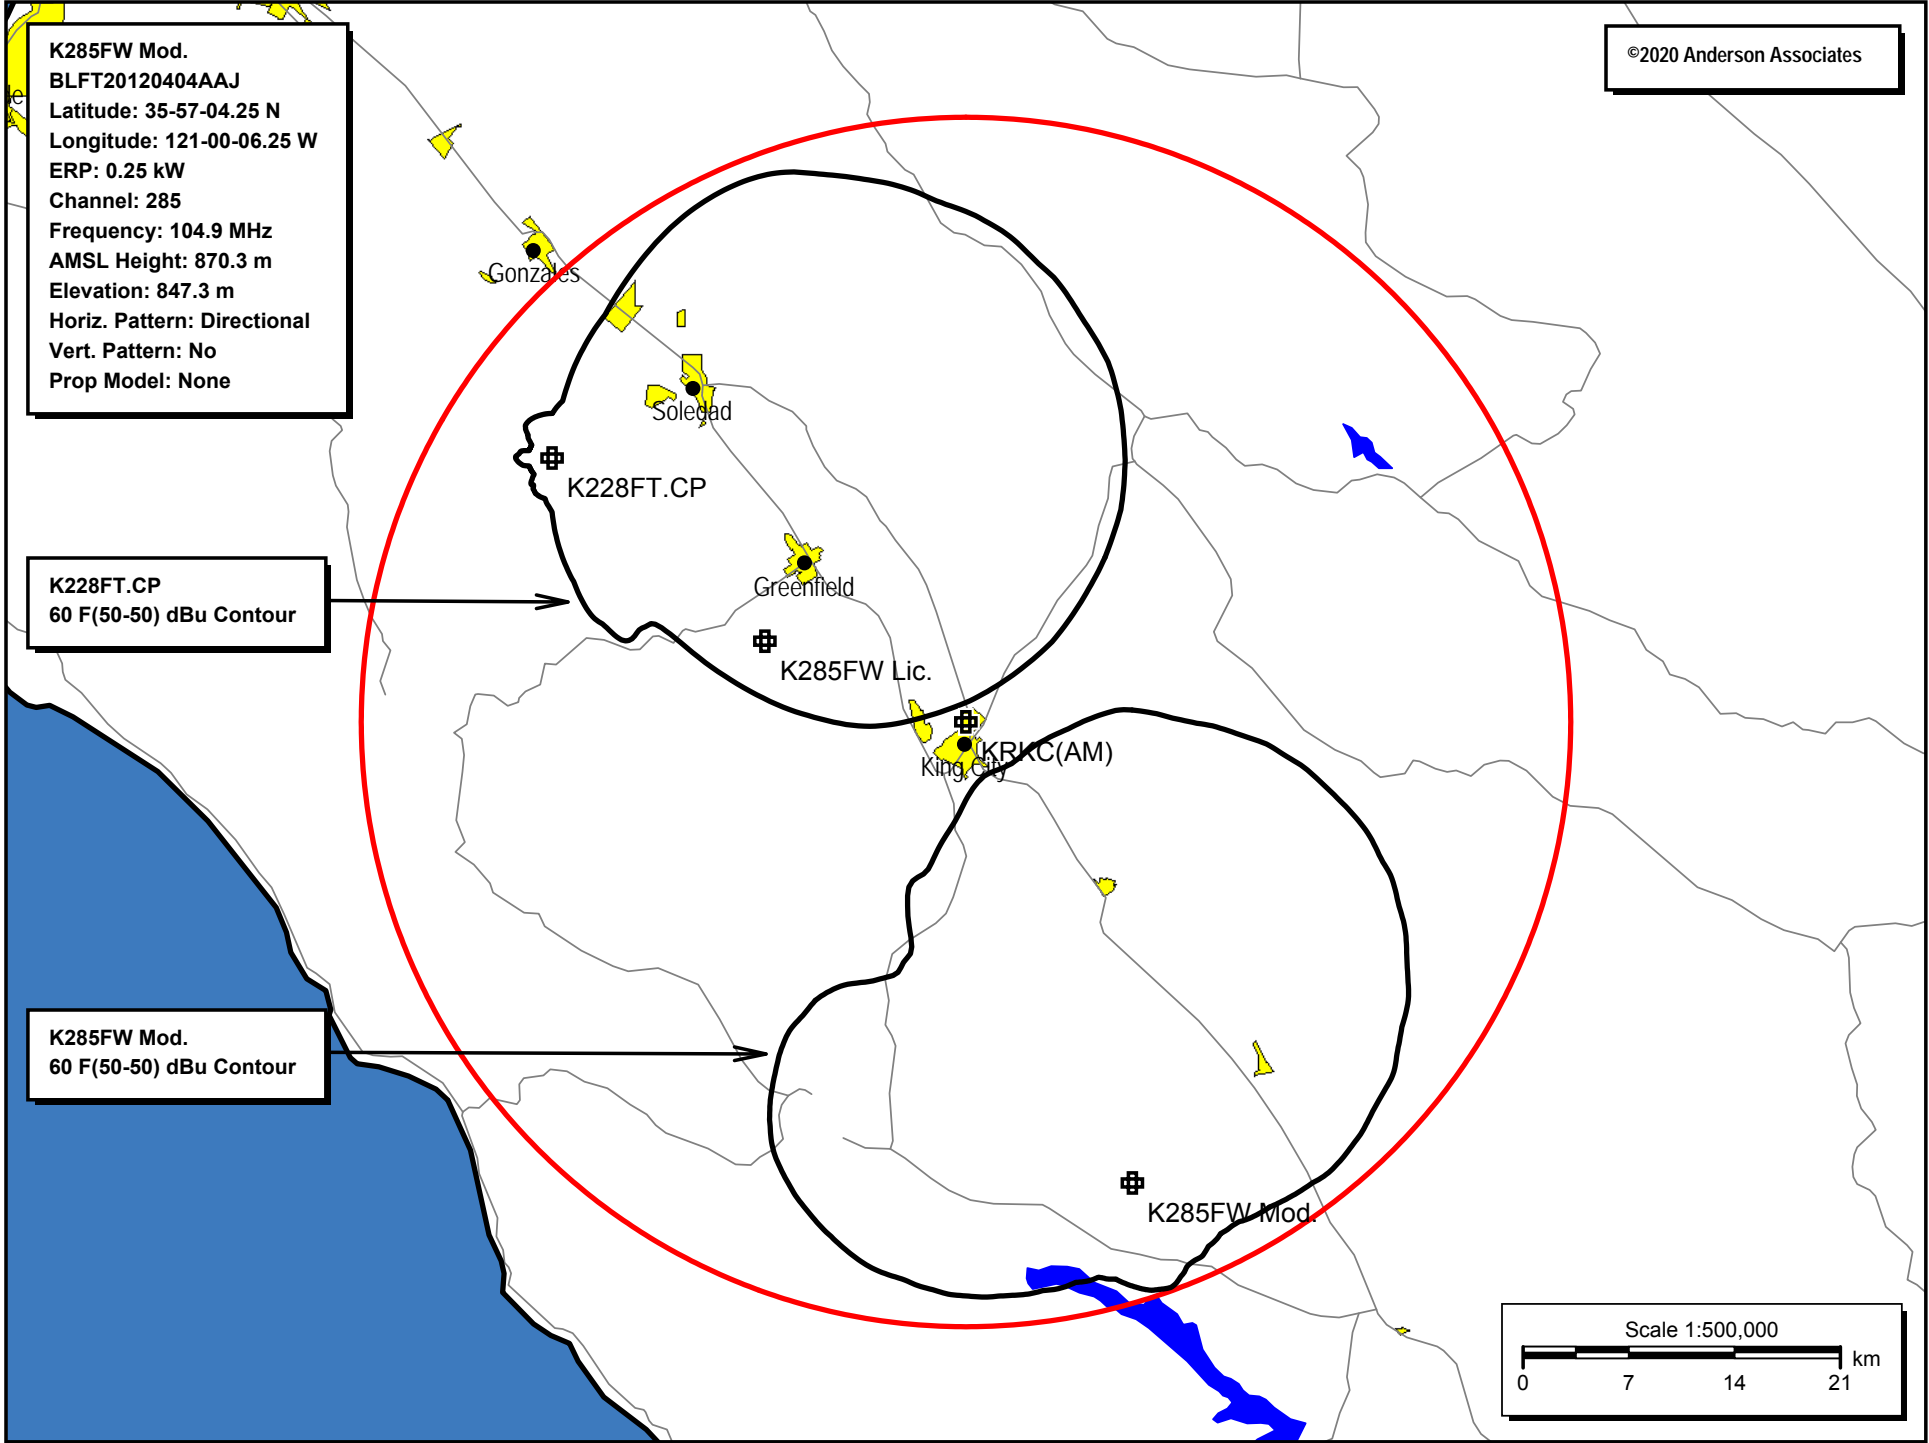 K285FW Mod.
BLFT20120404AAJ
Latitude: 35-57-04.25 N
Longitude: 121-00-06.25 W
ERP: 0.25 kW
Channel: 285
Frequency: 104.9 MHz
AMSL Height: 870.3 m
Elevation: 847.3 m
Horiz. Pattern: Directional
Vert. Pattern: No
Prop Model: None
©2020 Anderson Associates
Gonzales
Soledad
K228FT.CP
Greenfield
K228FT.CP
60 F(50-50) dBu Contour
K285FW Lic.
KRKC(AM)
King City
K285FW Mod.
60 F(50-50) dBu Contour
K285FW Mod.
Scale 1:500,000
km
0 7 14 21